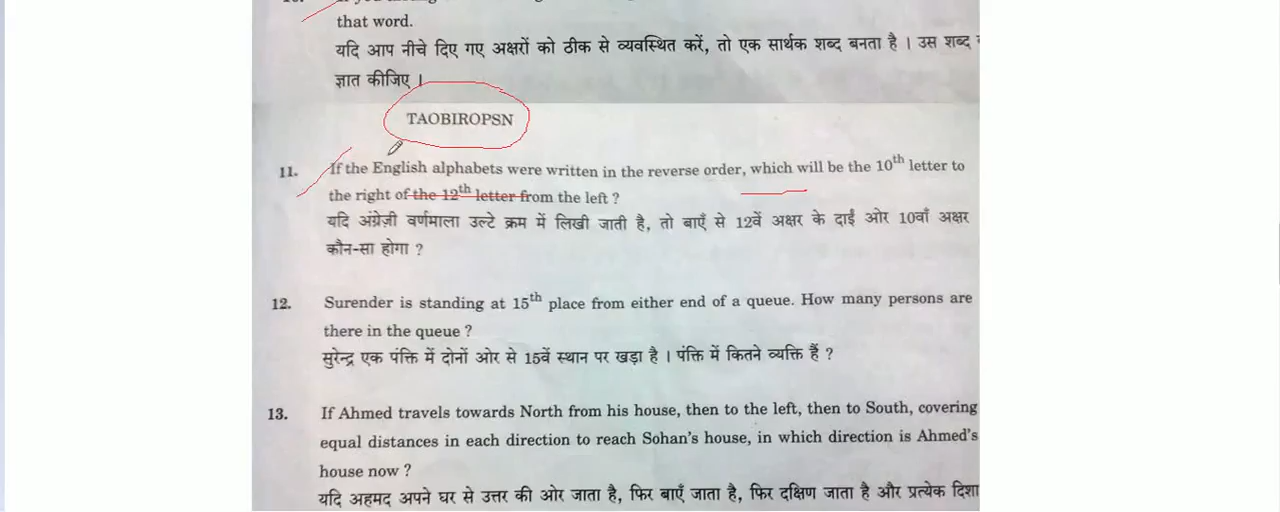 that word.
यदि आप नीचे दिए गए अक्षरों को ठीक से व्यवस्थित करें, तो एक सार्थक शब्द बनता है । उस शब्द
ज्ञात कीजिए ।
TAOBIROPSN
11. If the English alphabets were written in the reverse order, which will be the 10th letter to
the right of the 12th letter from the left ?
यदि अंग्रेज़ी वर्णमाला उल्टे क्रम में लिखी जाती है, तो बाएँ से 12वें अक्षर के दाईं ओर 10वाँ अक्षर
कौन-सा होगा ?
12. Surender is standing at 15th place from either end of a queue. How many persons are
there in the queue ?
सुरेन्द्र एक पंक्ति में दोनों ओर से 15वें स्थान पर खड़ा है । पंक्ति में कितने व्यक्ति हैं ?
13. If Ahmed travels towards North from his house, then to the left, then to South, covering
equal distances in each direction to reach Sohan's house, in which direction is Ahmed's
house now ?
यदि अहमद अपने घर से उत्तर की ओर जाता है, फिर बाएँ जाता है, फिर दक्षिण जाता है और प्रत्येक दिशा